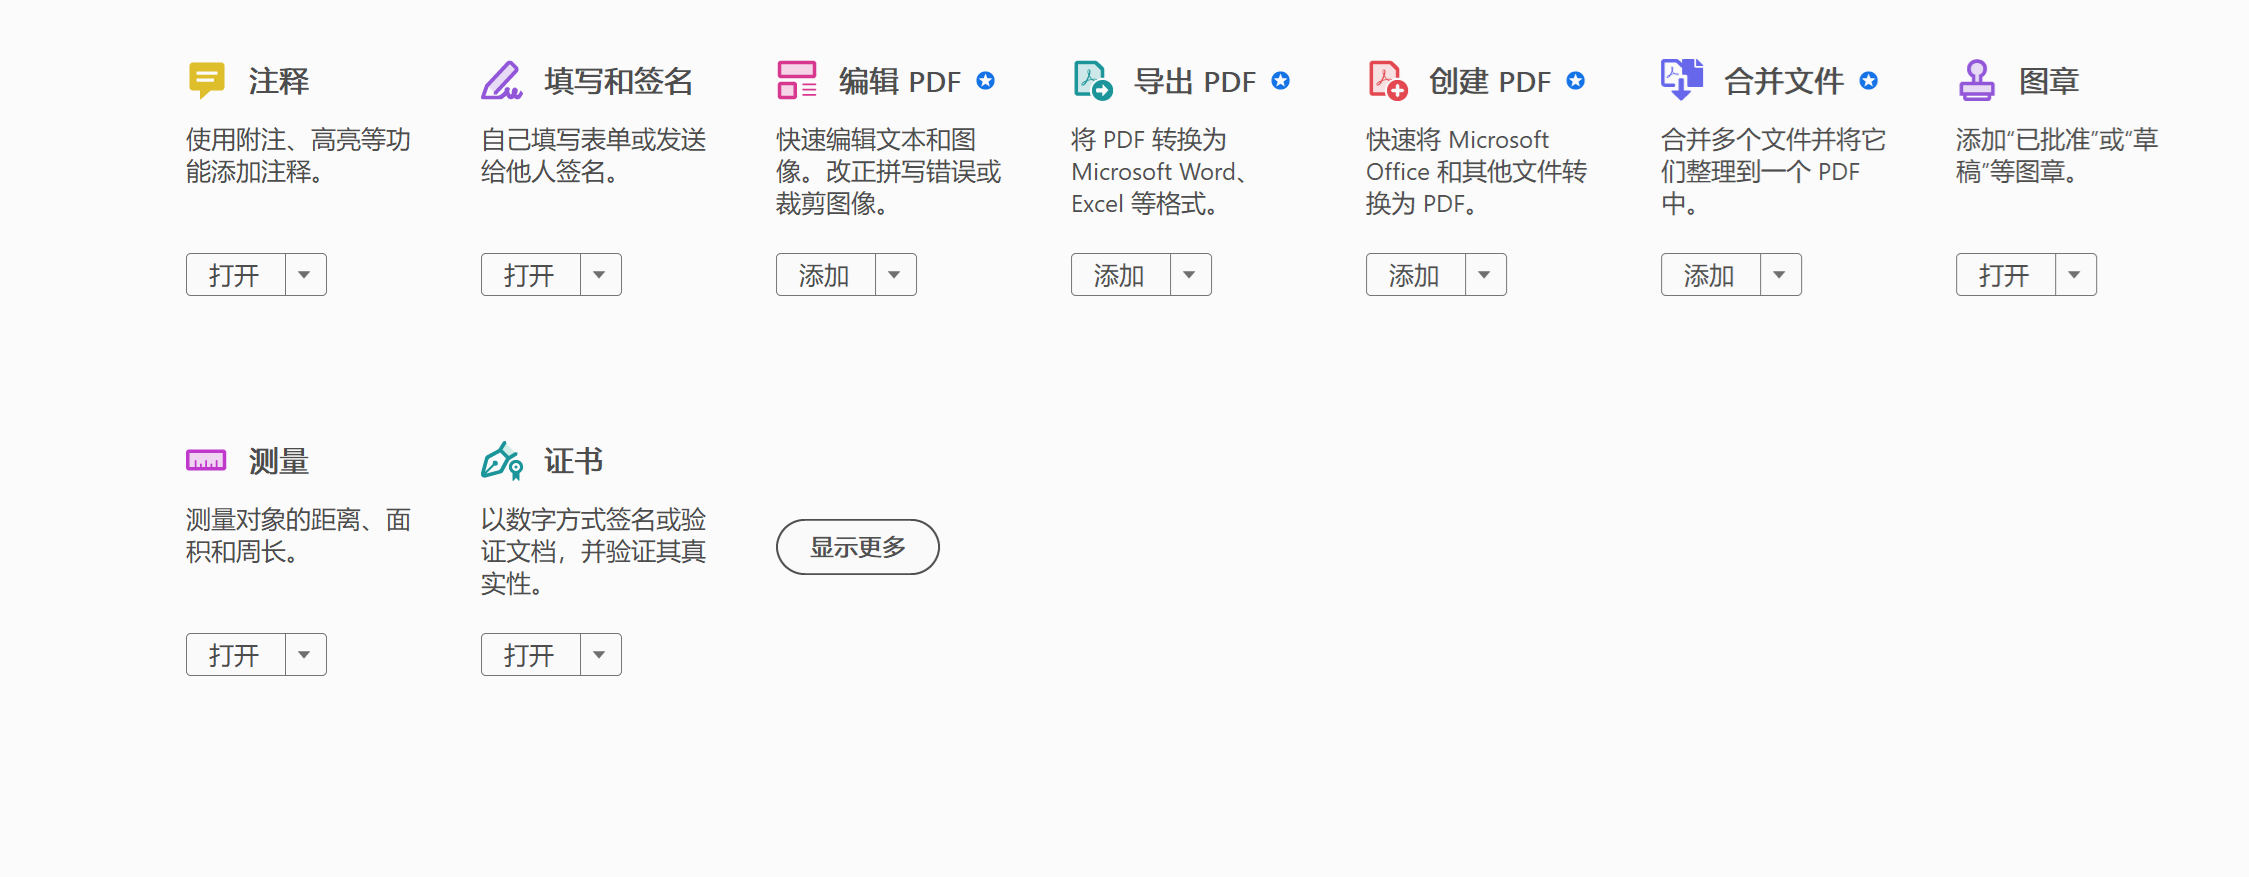 注释
使用附注、高亮等功
能添加注释。
打开
填写和签名
自己填写表单或发送
给他人签名。
打开
编辑 PDF
快速编辑文本和图
像。改正拼写错误或
裁剪图像。
添加
导出 PDF
将 PDF 转换为
Microsoft Word、
Excel 等格式。
添加
创建 PDF
快速将 Microsoft
Office 和其他文件转
换为 PDF。
添加
合并文件
合并多个文件并将它
们整理到一个 PDF
中。
添加
图章
添加“已批准”或“草
稿”等图章。
打开
测量
测量对象的距离、面
积和周长。
打开
证书
以数字方式签名或验
证文档，并验证其真
实性。
打开
显示更多